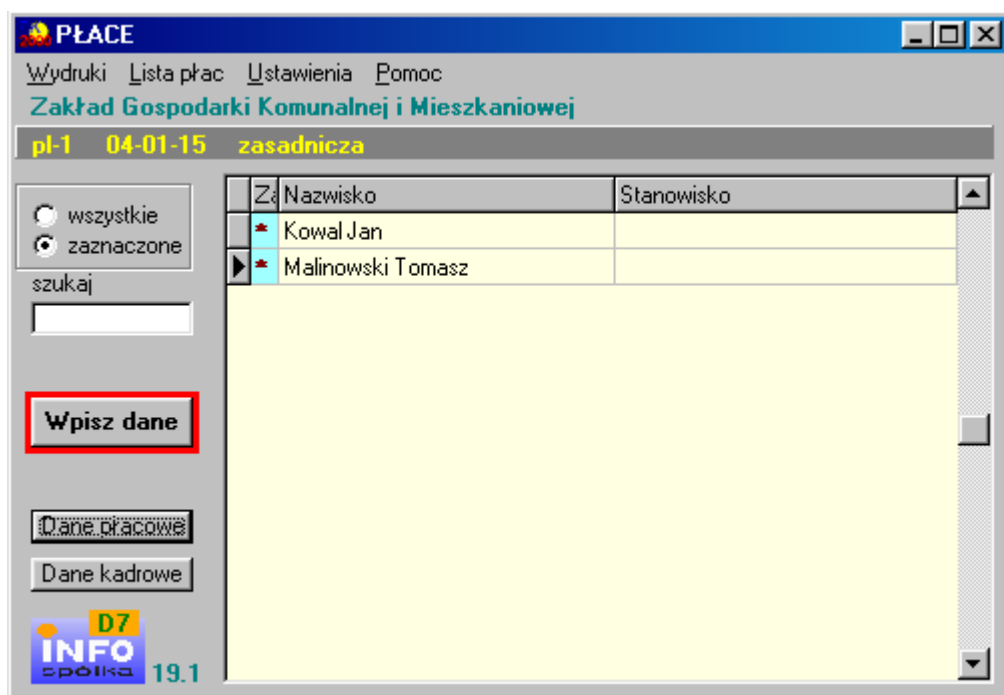 PŁACE
Wydruki Lista płac Ustawienia Pomoc
Zakład Gospodarki Komunalnej i Mieszkaniowej
pl-1 04-01-15 zasadnicza
Za Nazwisko Stanowisko
wszystkie
zaznaczone
* Kowal Jan
* Malinowski Tomasz
szukaj
Wpisz dane
Dane płacowe
Dane kadrowe
D7
INFO
spółka
19.1